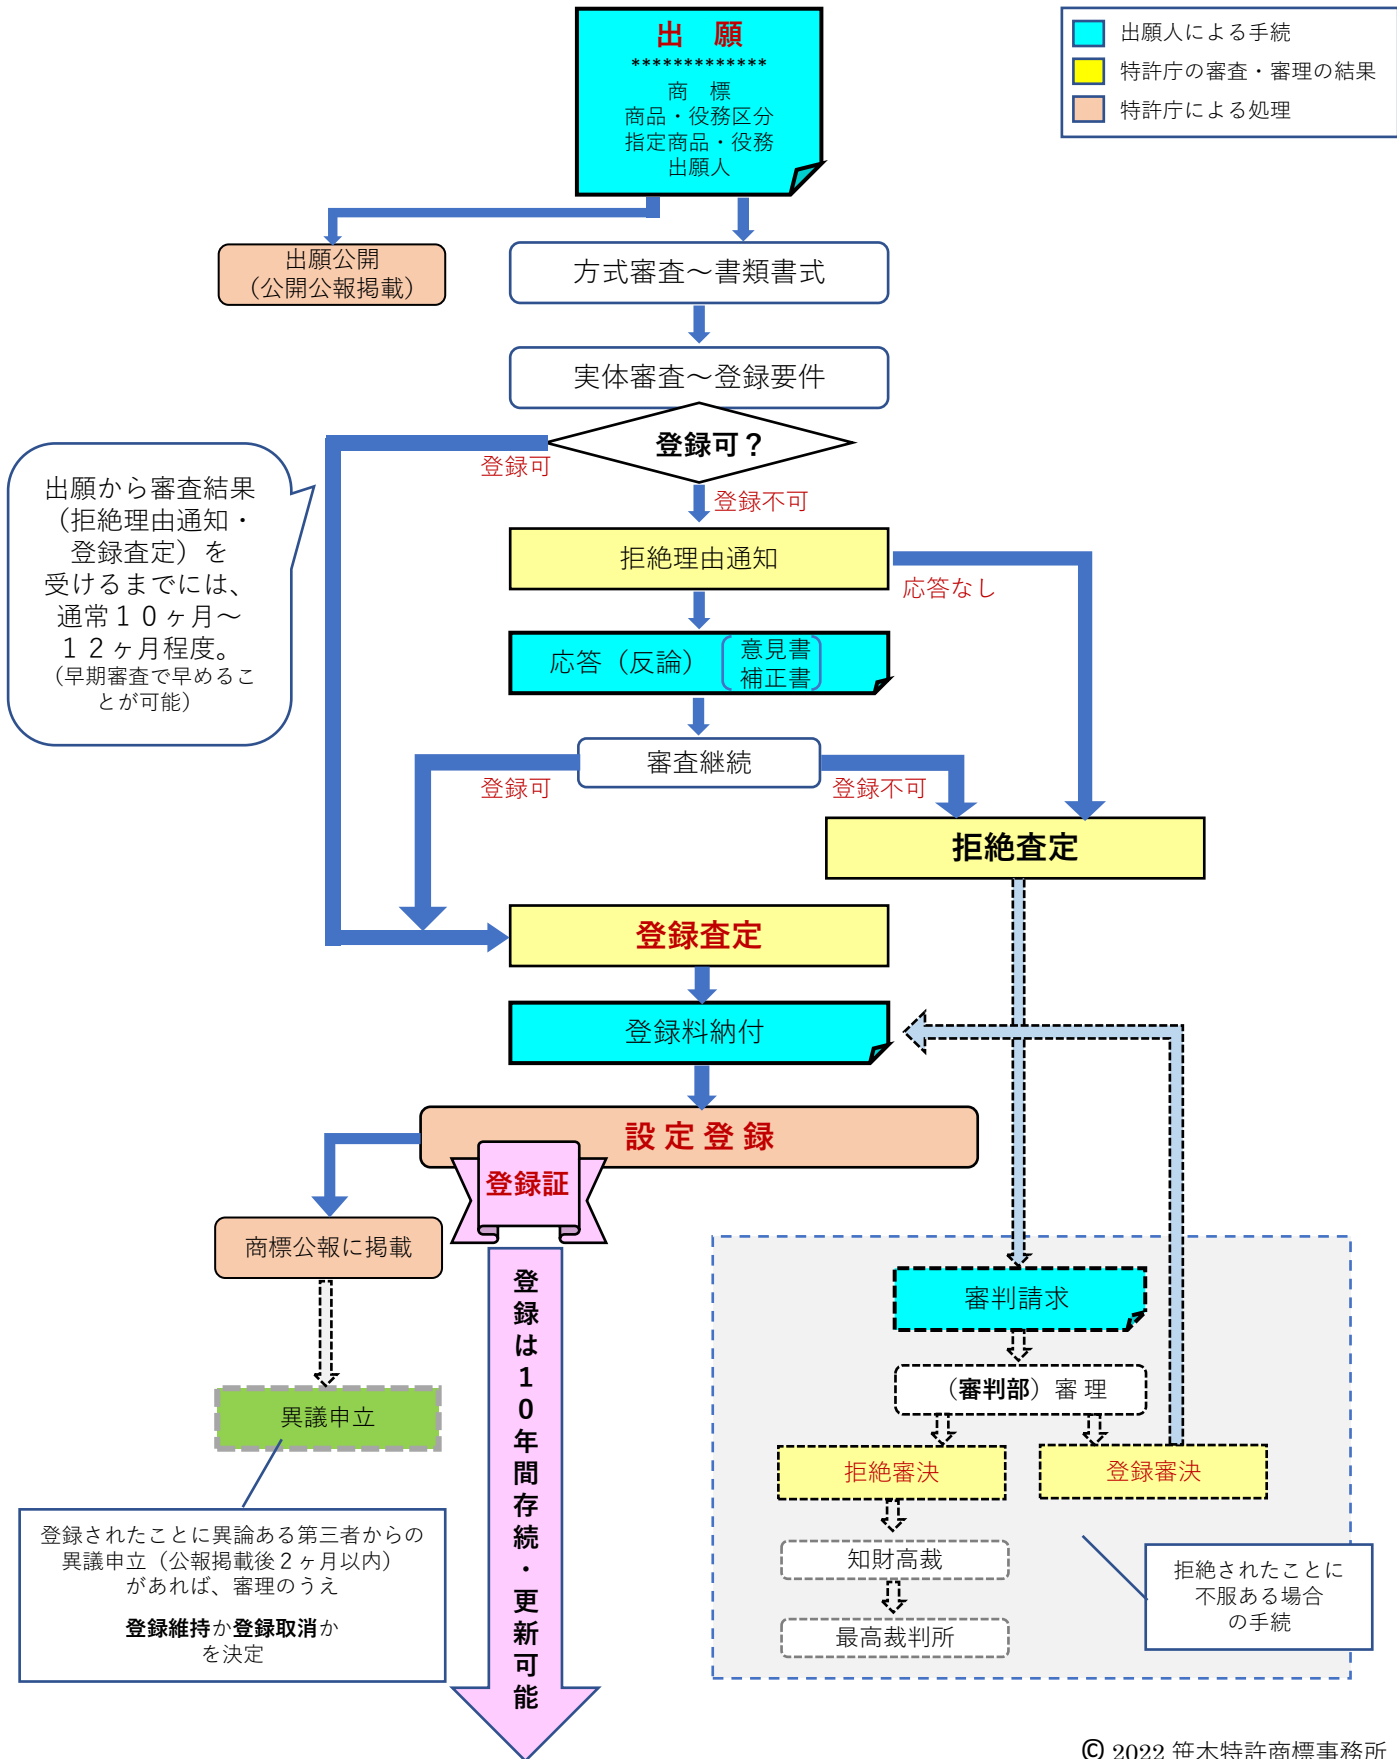 出　願
*************
商　標
商品・役務区分
指定商品・役務
出願人
出願人による手続
特許庁の審査・審理の結果
特許庁による処理
出願公開
（公開公報掲載）
方式審査～書類書式
実体審査～登録要件
登録可？
登録可
登録不可
出願から審査結果
（拒絶理由通知・
登録査定）を
受けるまでには、
通常１０ヶ月～
１２ヶ月程度。
（早期審査で早めるこ
とが可能）
拒絶理由通知
応答なし
応答（反論）
意見書
補正書
審査継続
登録可
登録不可
拒絶査定
登録査定
登録料納付
設 定 登 録
登録証
商標公報に掲載
登録は10年間存続・更新可能
異議申立
登録されたことに異論ある第三者からの
異議申立（公報掲載後２ヶ月以内）
があれば、審理のうえ
登録維持か登録取消か
を決定
審判請求
（審判部）審 理
拒絶審決
登録審決
知財高裁
最高裁判所
拒絶されたことに
不服ある場合
の手続
© 2022 笹木特許商標事務所